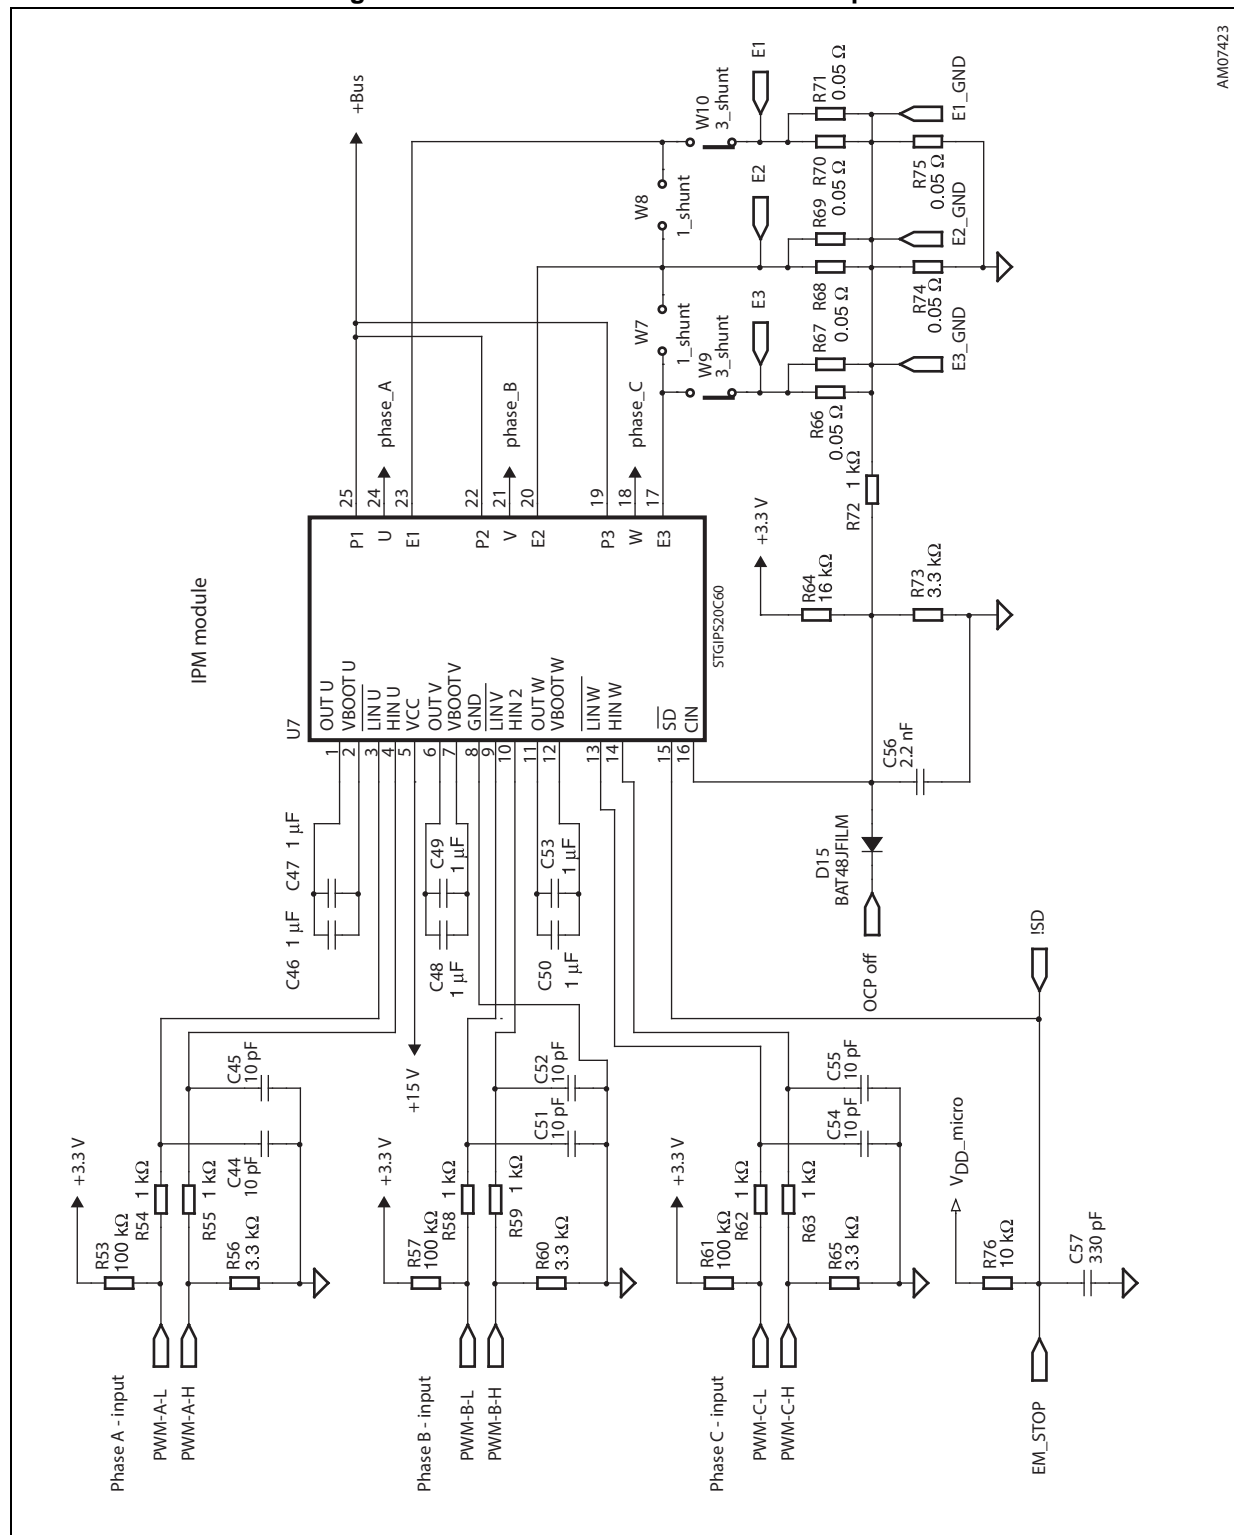 AM07423
IPM module
U7
STGIPS20C60
OUT U
VBOOT U
LIN U
HIN U
VCC
OUT V
VBOOT V
GND
LIN V
HIN 2
OUT W
VBOOT W
LIN W
HIN W
SD
CIN
1
2
3
4
5
6
7
8
9
10
11
12
13
14
15
16
P1
U
E1
P2
V
E2
P3
W
E3
25
24
23
22
21
20
19
18
17
+Bus
phase_A
phase_B
phase_C
W10
3_shunt
W8
1_shunt
W7
1_shunt
W9
3_shunt
E1
E2
E3
R71
0.05 Ω
R70
0.05 Ω
R69
0.05 Ω
R68
0.05 Ω
R67
R66
0.05 Ω
E1_GND
R75
0.05 Ω
E2_GND
R74
0.05 Ω
E3_GND
R72
1 kΩ
+3.3 V
R64
16 kΩ
R73
3.3 kΩ
C56
2.2 nF
D15
BAT48JFILM
OCP off
C46
1 µF
C47
1 µF
C48
1 µF
C49
1 µF
C50
1 µF
C53
1 µF
Phase A - input
PWM-A-L
PWM-A-H
+3.3 V
R53
100 kΩ
R54
1 kΩ
R55
1 kΩ
R56
3.3 kΩ
C44
10 pF
C45
10 pF
+15 V
Phase B - input
PWM-B-L
PWM-B-H
+3.3 V
R57
100 kΩ
R58
1 kΩ
R59
1 kΩ
R60
3.3 kΩ
C51
10 pF
C52
10 pF
Phase C - input
PWM-C-L
PWM-C-H
+3.3 V
R61
100 kΩ
R62
1 kΩ
R63
1 kΩ
R65
3.3 kΩ
C54
10 pF
C55
10 pF
EM_STOP
VDD_micro
R76
10 kΩ
C57
330 pF
!SD